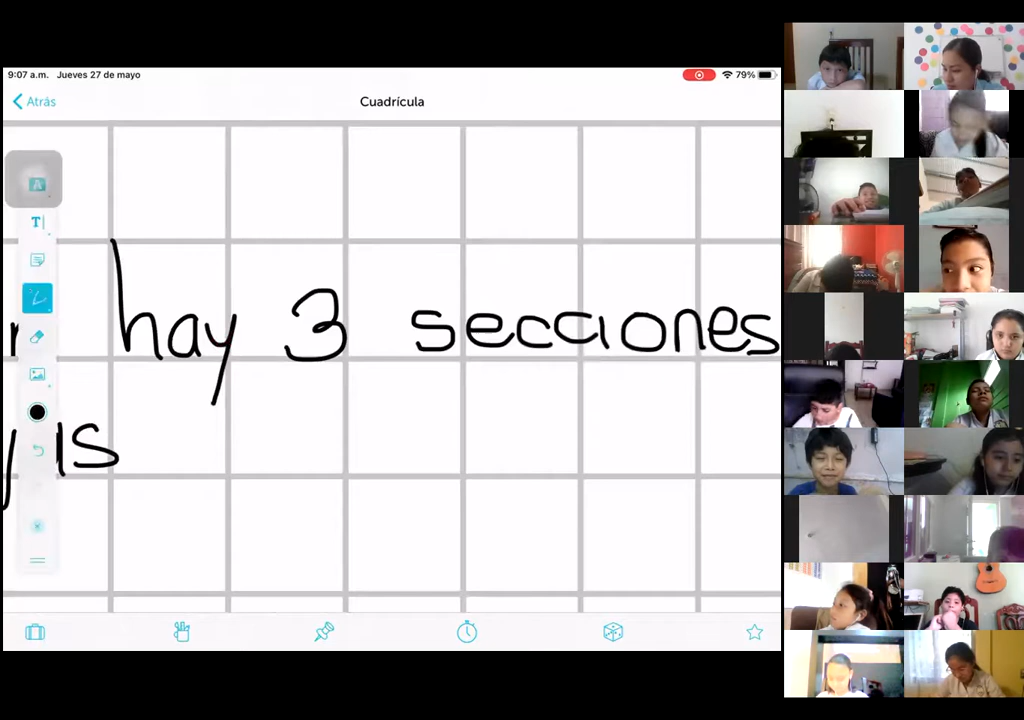 9:07 a.m. Jueves 27 de mayo 79%
Atrás Cuadrícula
A
T
hay 3 secciones
is